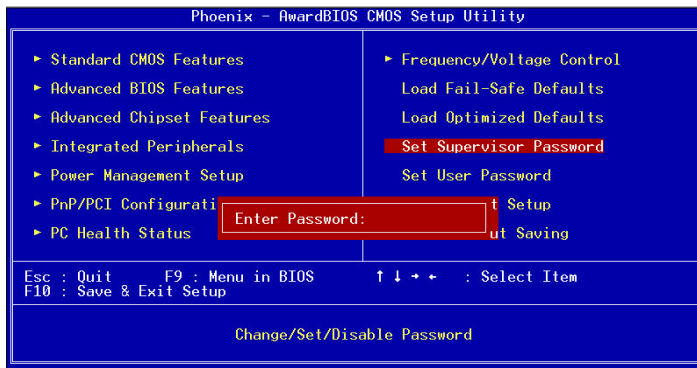 Phoenix - AwardBIOS CMOS Setup Utility
► Standard CMOS Features
► Advanced BIOS Features
► Advanced Chipset Features
► Integrated Peripherals
► Power Management Setup
► PnP/PCI Configurati
► PC Health Status
► Frequency/Voltage Control
Load Fail-Safe Defaults
Load Optimized Defaults
Set Supervisor Password
Set User Password
t Setup
ut Saving
Enter Password:
Esc : Quit F9 : Menu in BIOS ↑ ↓ → ← : Select Item
F10 : Save & Exit Setup
Change/Set/Disable Password